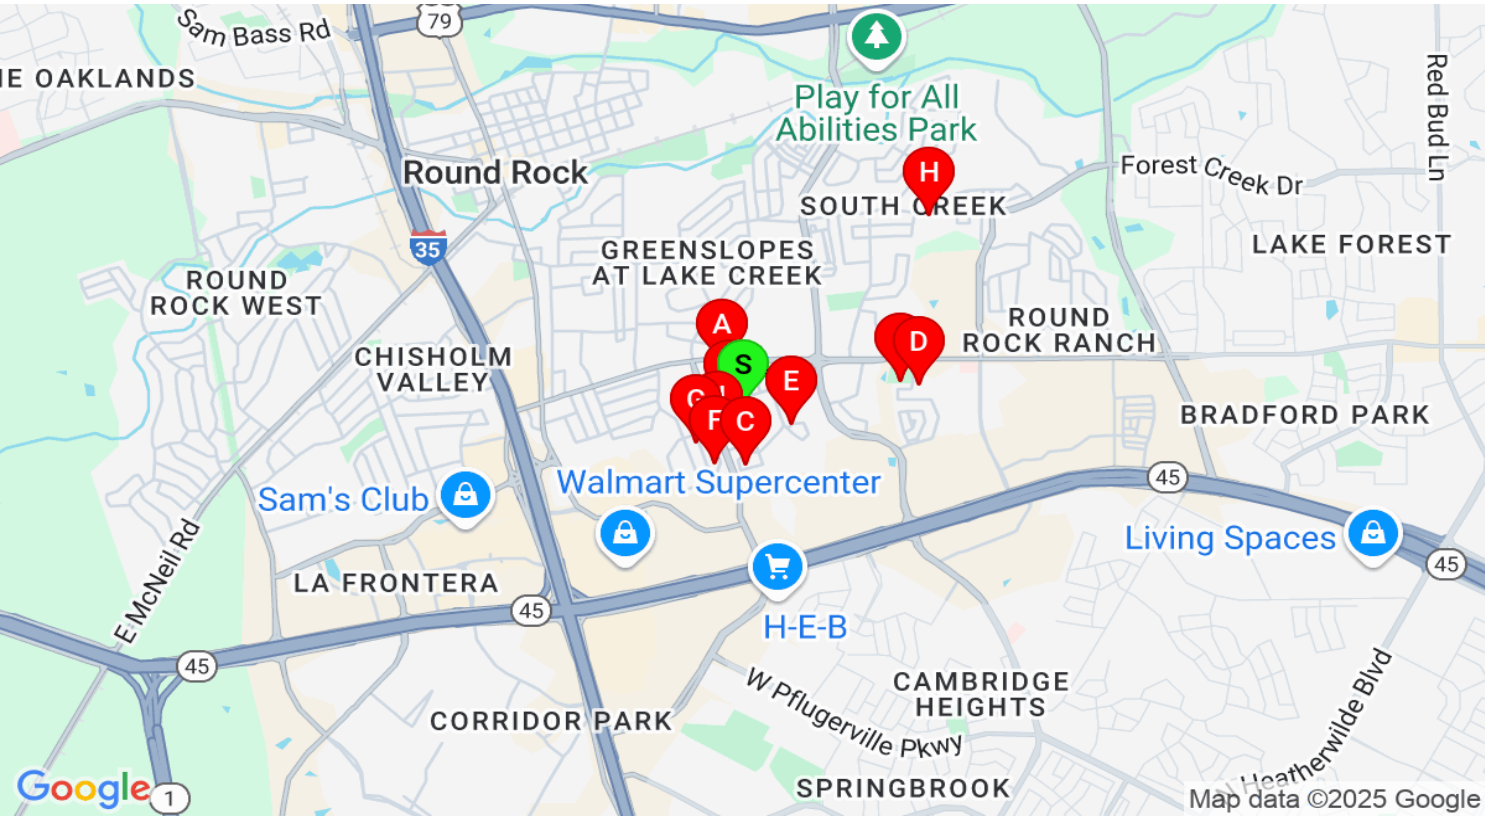 Sam Bass Rd
79
IE OAKLANDS
Play for All
Abilities Park
Red Bud Ln
Round Rock
H
Forest Creek Dr
SOUTH CREEK
35
GREENSLOPES
AT LAKE CREEK
LAKE FOREST
ROUND
ROCK WEST
A
ROUND
ROCK RANCH
D
CHISHOLM
VALLEY
S
E
G
F
C
BRADFORD PARK
Walmart Supercenter
45
Sam's Club
Living Spaces
E McNeil Rd
45
LA FRONTERA
45
H-E-B
45
W Pflugerville Pkwy
CAMBRIDGE
HEIGHTS
N Heatherwilde Blvd
CORRIDOR PARK
SPRINGBROOK
Google
1
Map data ©2025 Google